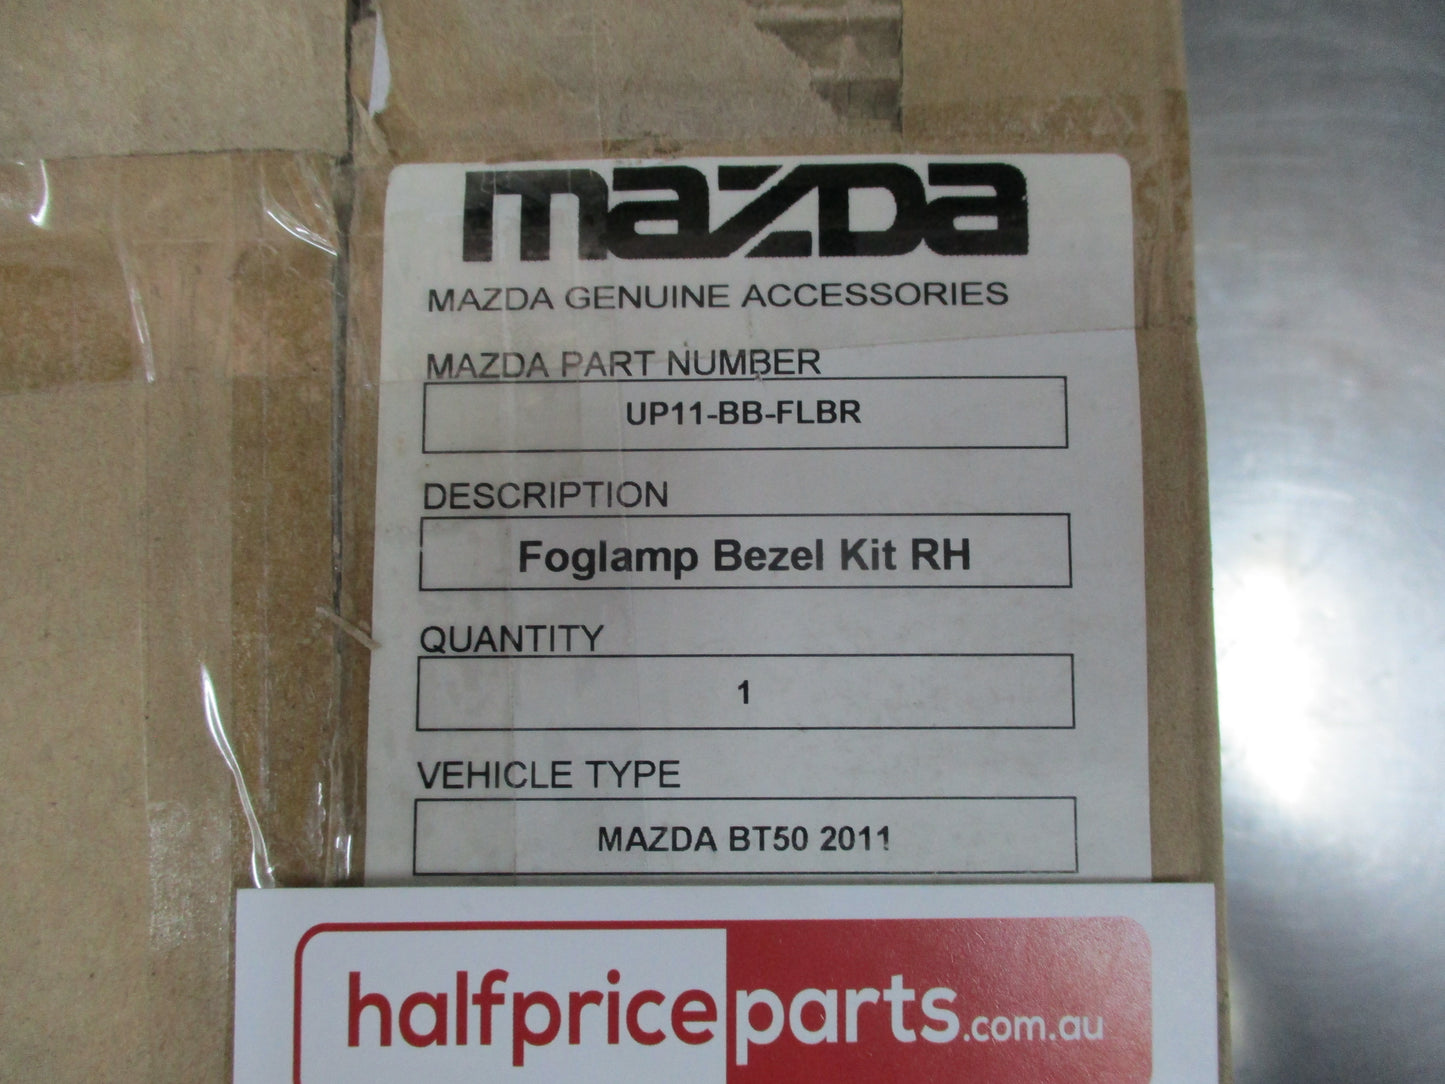 mazda
MAZDA GENUINE ACCESSORIES
MAZDA PART NUMBER
UP11-BB-FLBR
DESCRIPTION
Foglamp Bezel Kit RH
QUANTITY
1
VEHICLE TYPE
MAZDA BT50 2011
halfpriceparts.com.au